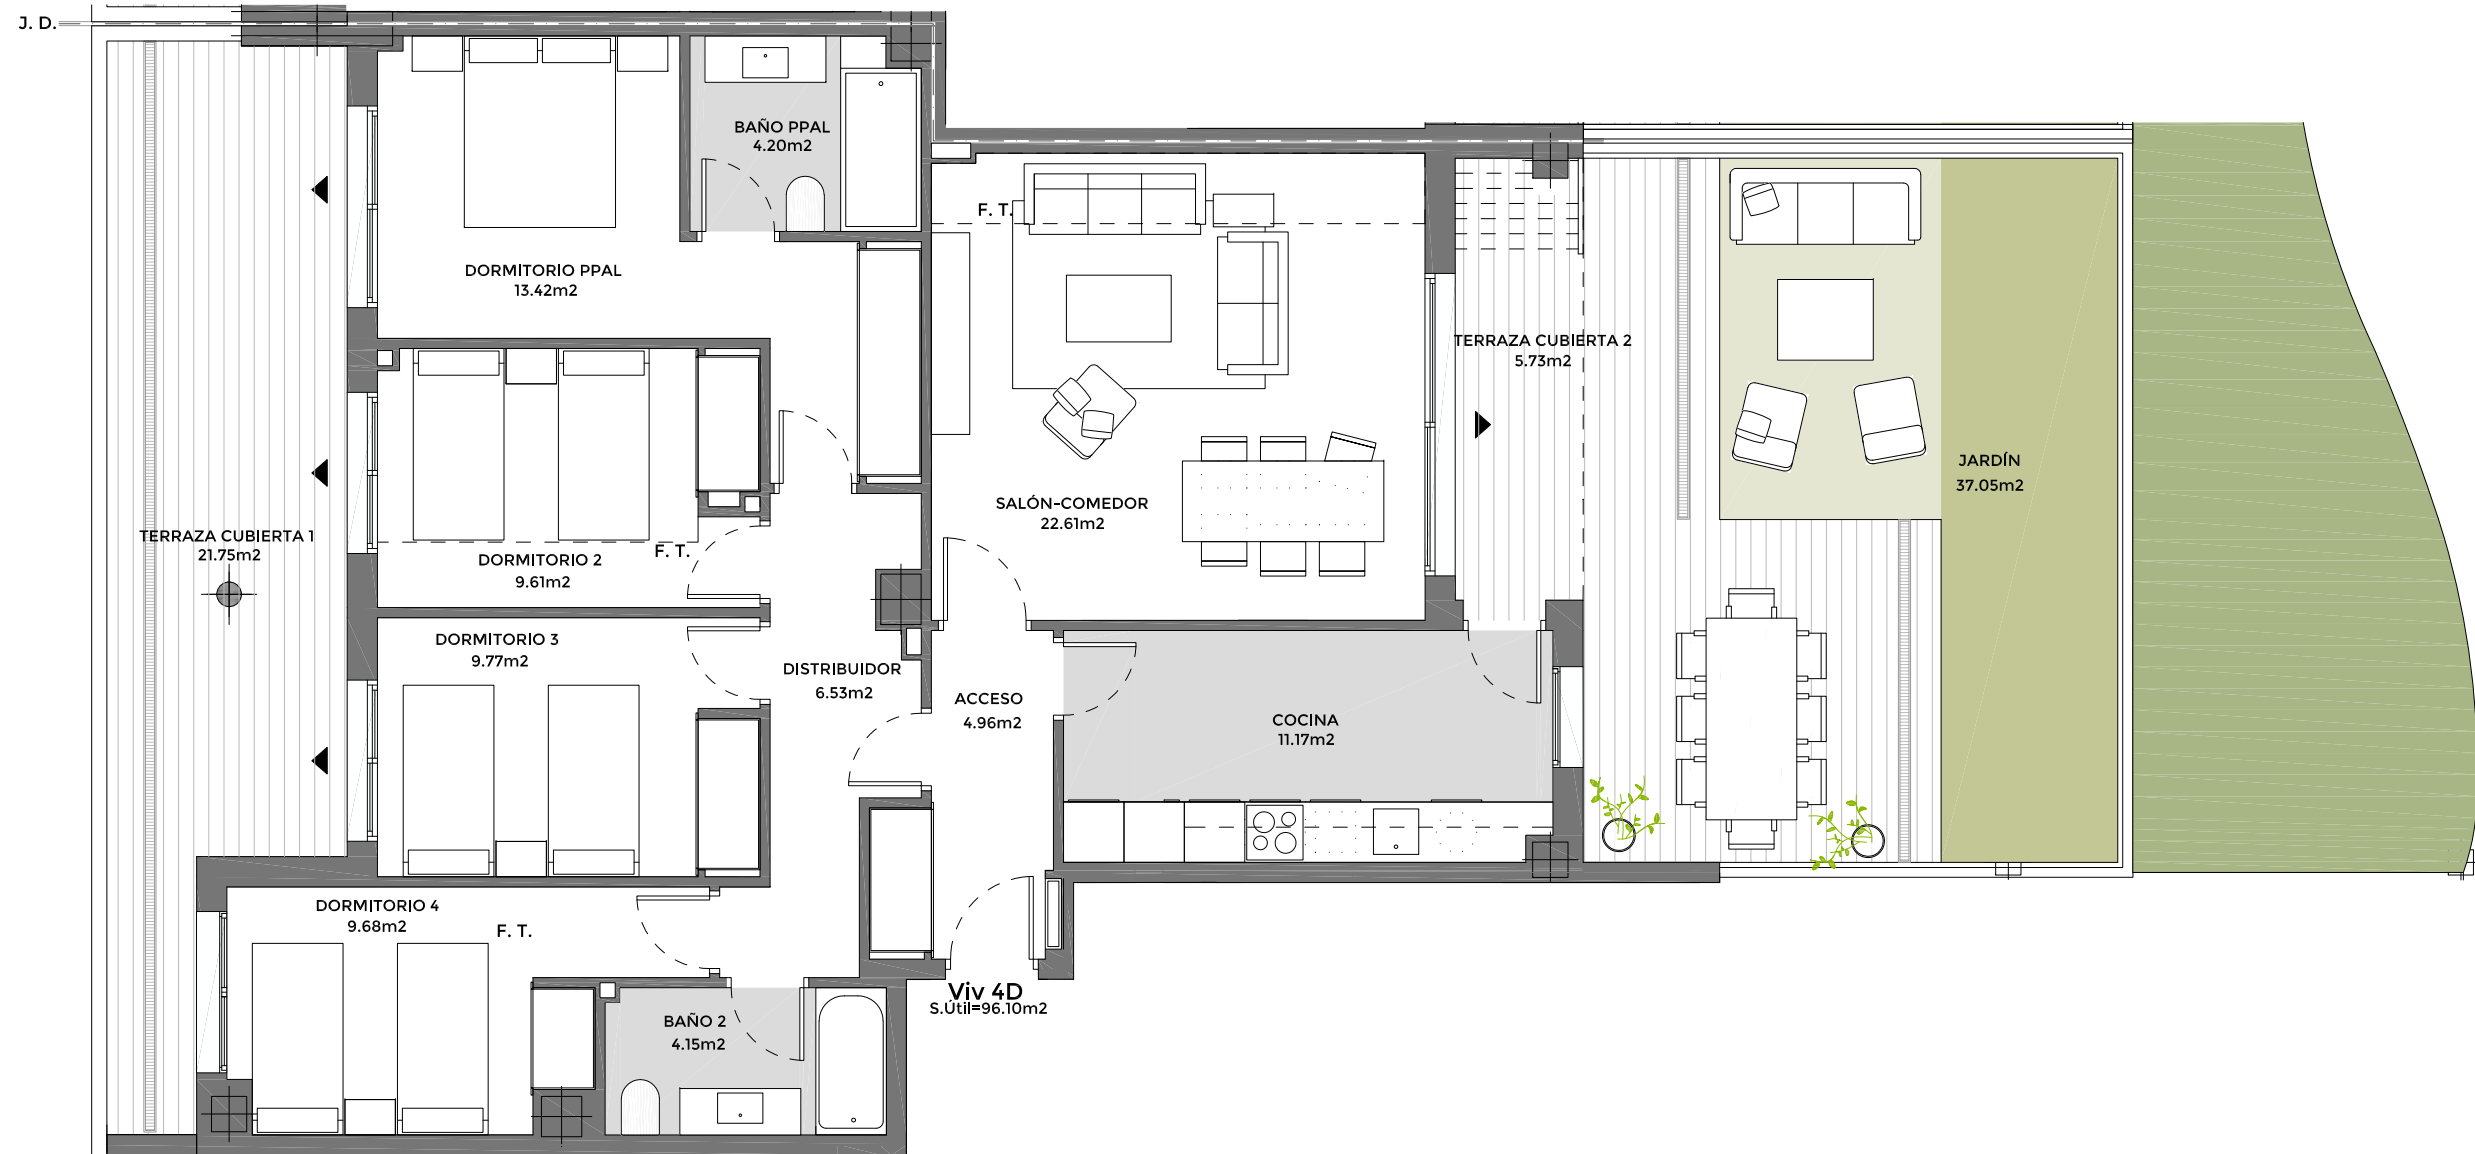 J. D.
BAÑO PPAL
4.20m2
F. T.
DORMITORIO PPAL
13.42m2
TERRAZA CUBIERTA 2
5.73m2
JARDÍN
37.05m2
SALÓN-COMEDOR
22.61m2
TERRAZA CUBIERTA 1
21.75m2
DORMITORIO 2
9.61m2
F. T.
DORMITORIO 3
9.77m2
DISTRIBUIDOR
6.53m2
ACCESO
4.96m2
COCINA
11.17m2
DORMITORIO 4
9.68m2
F. T.
Viv 4D
S.Útil=96.10m2
BAÑO 2
4.15m2